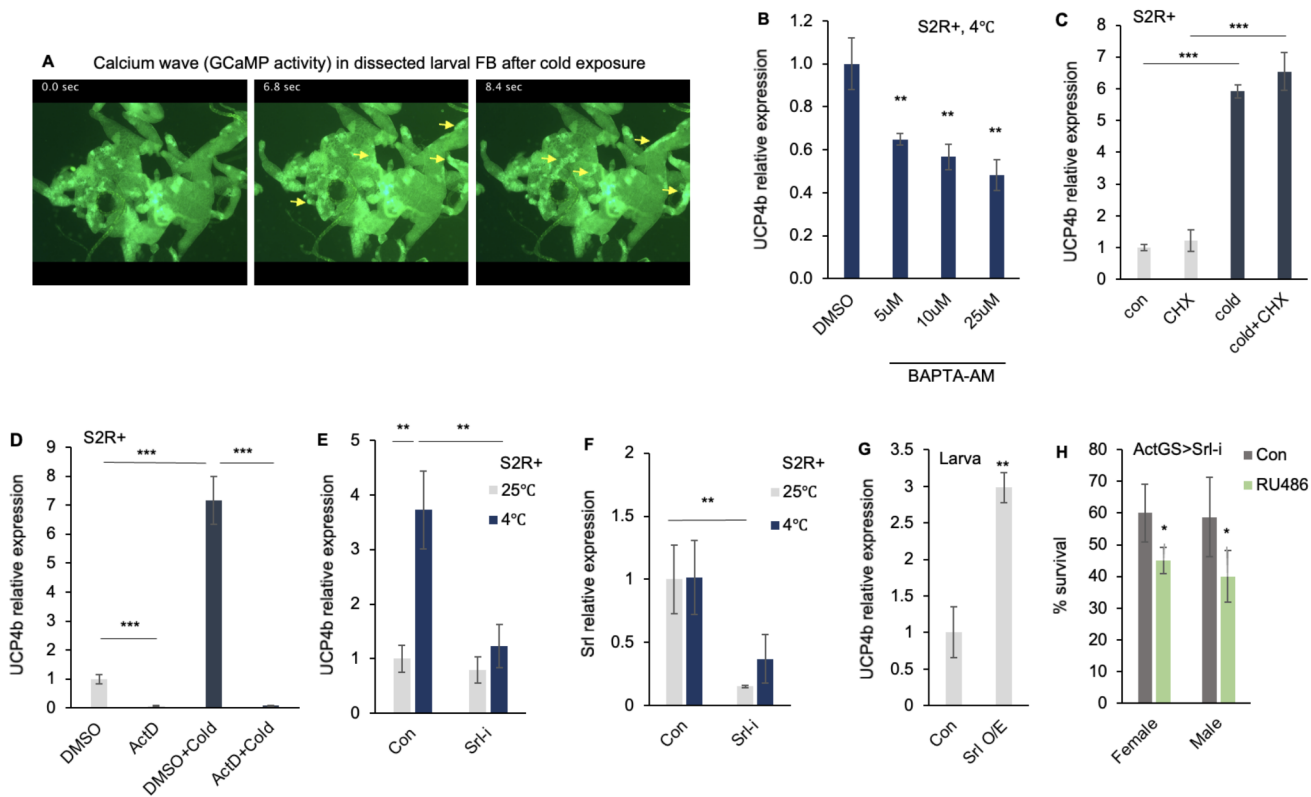 A Calcium wave (GCaMP activity) in dissected larval FB after cold exposure
0.0 sec
6.8 sec
8.4 sec
B
S2R+, 4℃
UCP4b relative expression
1.2
1.0
0.8
0.6
0.4
0.2
0.0
**
**
**
DMSO
5uM
10uM
25uM
BAPTA-AM
C
S2R+
UCP4b relative expression
8
7
6
5
4
3
2
1
0
***
***
con
CHX
cold
cold+CHX
D
S2R+
UCP4b relative expression
9
8
7
6
5
4
3
2
1
0
***
***
***
DMSO
ActD
DMSO+Cold
ActD+Cold
E
UCP4b relative expression
5
4
3
2
1
0
**
**
S2R+
25℃
4℃
Con
Srl-i
F
Srl relative expression
2
1.5
1
0.5
0
**
S2R+
25℃
4℃
Con
Srl-i
G
Larva
UCP4b relative expression
3.5
3
2.5
2
1.5
1
0.5
0
**
Con
Srl O/E
H
ActGS>Srl-i
% survival
80
70
60
50
40
30
20
10
0
*
*
Con
RU486
Female
Male